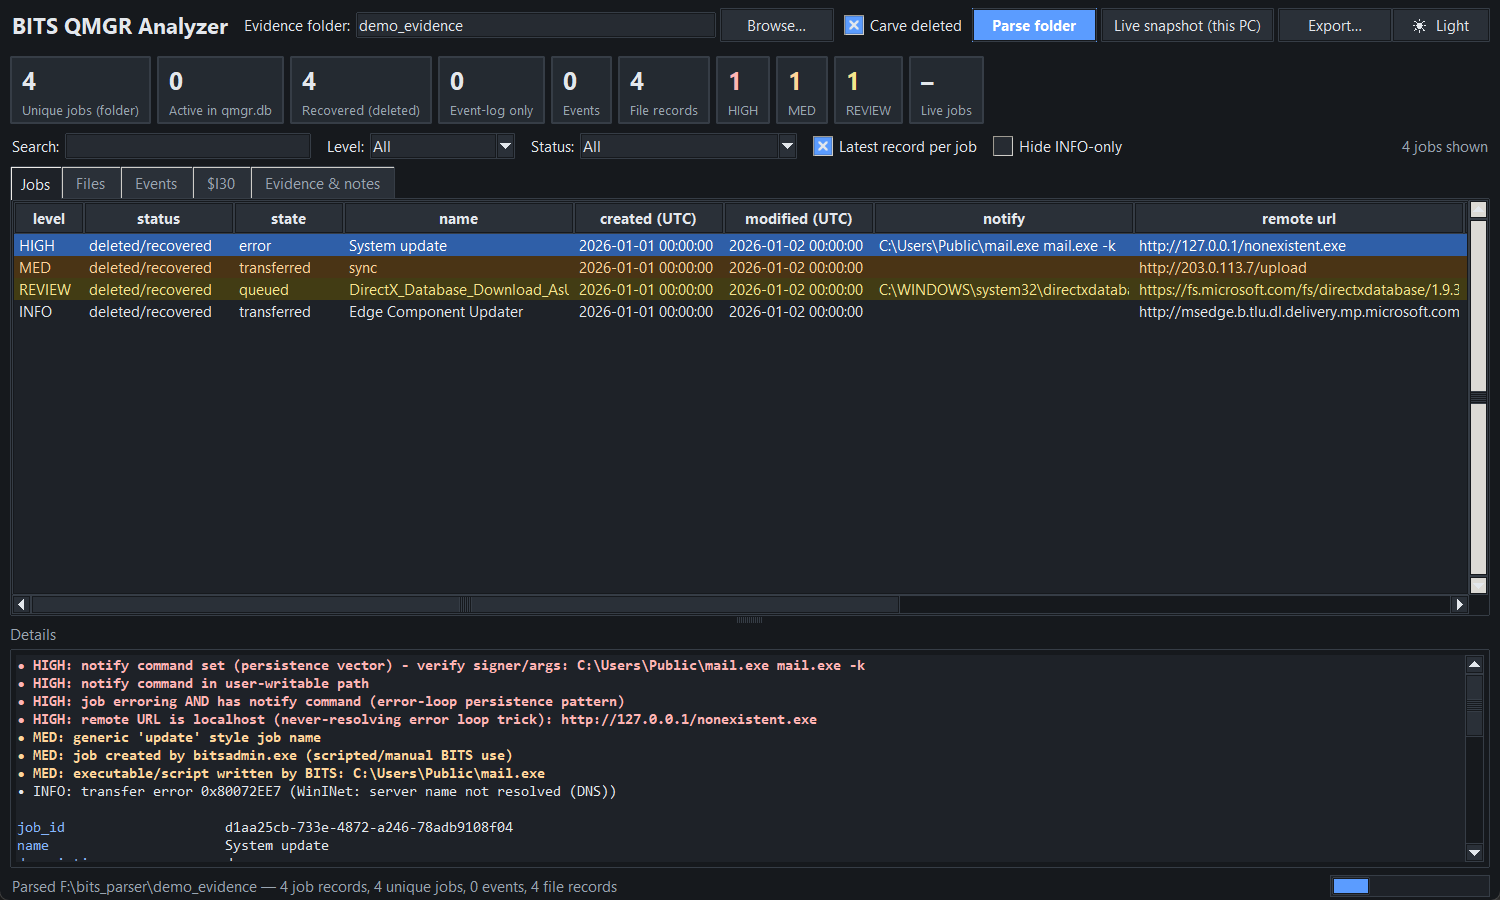 BITS QMGR Analyzer Evidence folder: demo_evidence Browse... Carve deleted Parse folder Live snapshot (this PC) Export... Light
4 0 4 0 0 4 1 1 1 –
Unique jobs (folder) Active in qmgr.db Recovered (deleted) Event-log only Events File records HIGH MED REVIEW Live jobs
Search: Level: All Status: All Latest record per job Hide INFO-only 4 jobs shown
Jobs Files Events $I30 Evidence & notes
level status state name created (UTC) modified (UTC) notify remote url
HIGH deleted/recovered error System update 2026-01-01 00:00:00 2026-01-02 00:00:00 C:\Users\Public\mail.exe mail.exe -k http://127.0.0.1/nonexistent.exe
MED deleted/recovered transferred sync 2026-01-01 00:00:00 2026-01-02 00:00:00 http://203.0.113.7/upload
REVIEW deleted/recovered queued DirectX_Database_Download_AsU 2026-01-01 00:00:00 2026-01-02 00:00:00 C:\WINDOWS\system32\directxdataba https://fs.microsoft.com/fs/directxdatabase/1.9.3
INFO deleted/recovered transferred Edge Component Updater 2026-01-01 00:00:00 2026-01-02 00:00:00 http://msedge.b.tlu.dl.delivery.mp.microsoft.com
Details
• HIGH: notify command set (persistence vector) - verify signer/args: C:\Users\Public\mail.exe mail.exe -k
• HIGH: notify command in user-writable path
• HIGH: job erroring AND has notify command (error-loop persistence pattern)
• HIGH: remote URL is localhost (never-resolving error loop trick): http://127.0.0.1/nonexistent.exe
• MED: generic 'update' style job name
• MED: job created by bitsadmin.exe (scripted/manual BITS use)
• MED: executable/script written by BITS: C:\Users\Public\mail.exe
• INFO: transfer error 0x80072EE7 (WinINet: server name not resolved (DNS))
job_id d1aa25cb-733e-4872-a246-78adb9108f04
name System update
Parsed F:\bits_parser\demo_evidence — 4 job records, 4 unique jobs, 0 events, 4 file records